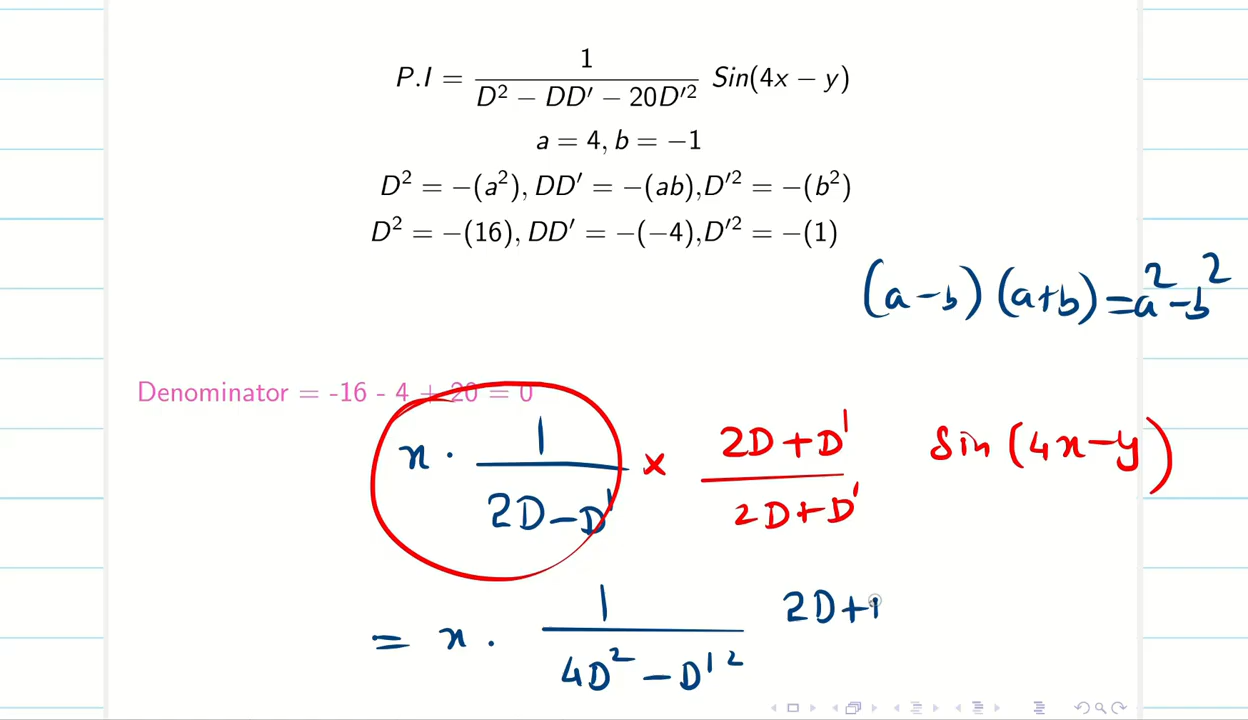 P.I = 1 / (D² − DD′ − 20D′²) Sin(4x − y)
a = 4, b = −1
D² = −(a²), DD′ = −(ab),D′² = −(b²)
D² = −(16), DD′ = −(−4),D′² = −(1)
(a−b) (a+b) = a² − b²
Denominator = -16 - 4 + 20 = 0
x · 1 / (2D − D′) × (2D + D′) / (2D + D′) Sin (4x − y)
= x · 1 / (4D² − D′²) 2D +